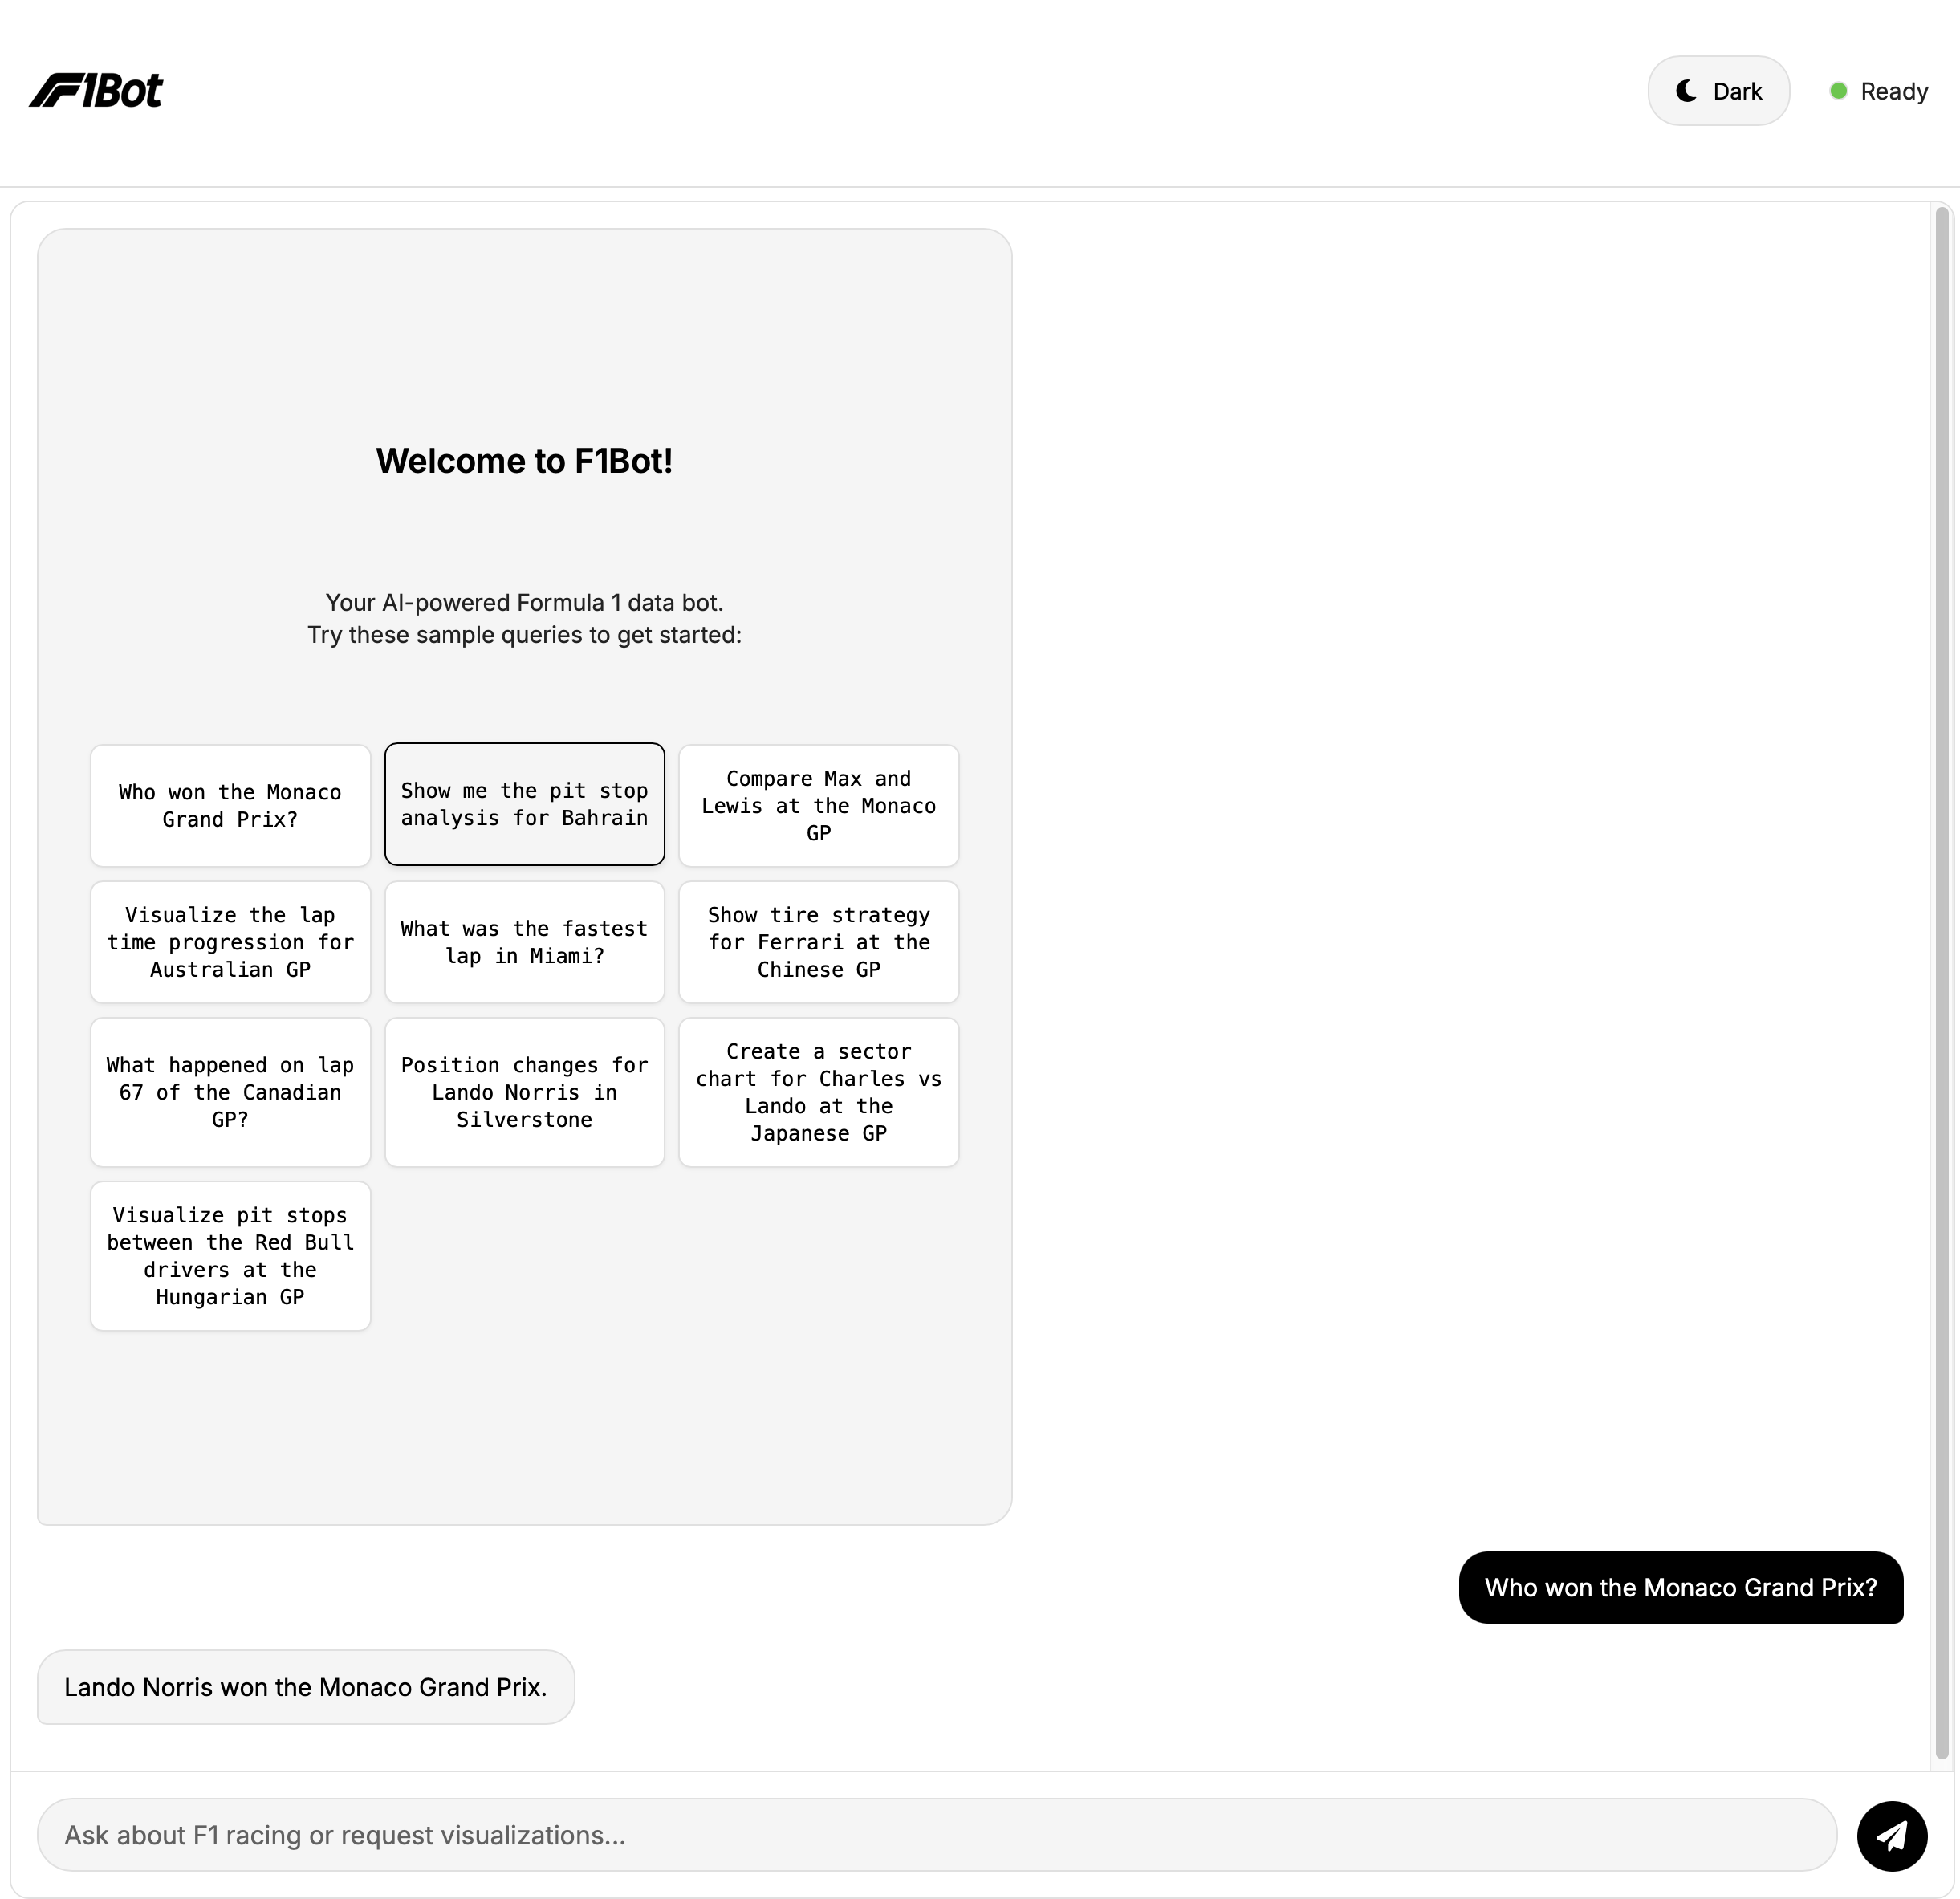 F1Bot
Dark
Ready
Welcome to F1Bot!
Your AI-powered Formula 1 data bot.
Try these sample queries to get started:
Who won the Monaco
Grand Prix?
Show me the pit stop
analysis for Bahrain
Compare Max and
Lewis at the Monaco
GP
Visualize the lap
time progression for
Australian GP
What was the fastest
lap in Miami?
Show tire strategy
for Ferrari at the
Chinese GP
What happened on lap
67 of the Canadian
GP?
Position changes for
Lando Norris in
Silverstone
Create a sector
chart for Charles vs
Lando at the
Japanese GP
Visualize pit stops
between the Red Bull
drivers at the
Hungarian GP
Who won the Monaco Grand Prix?
Lando Norris won the Monaco Grand Prix.
Ask about F1 racing or request visualizations...